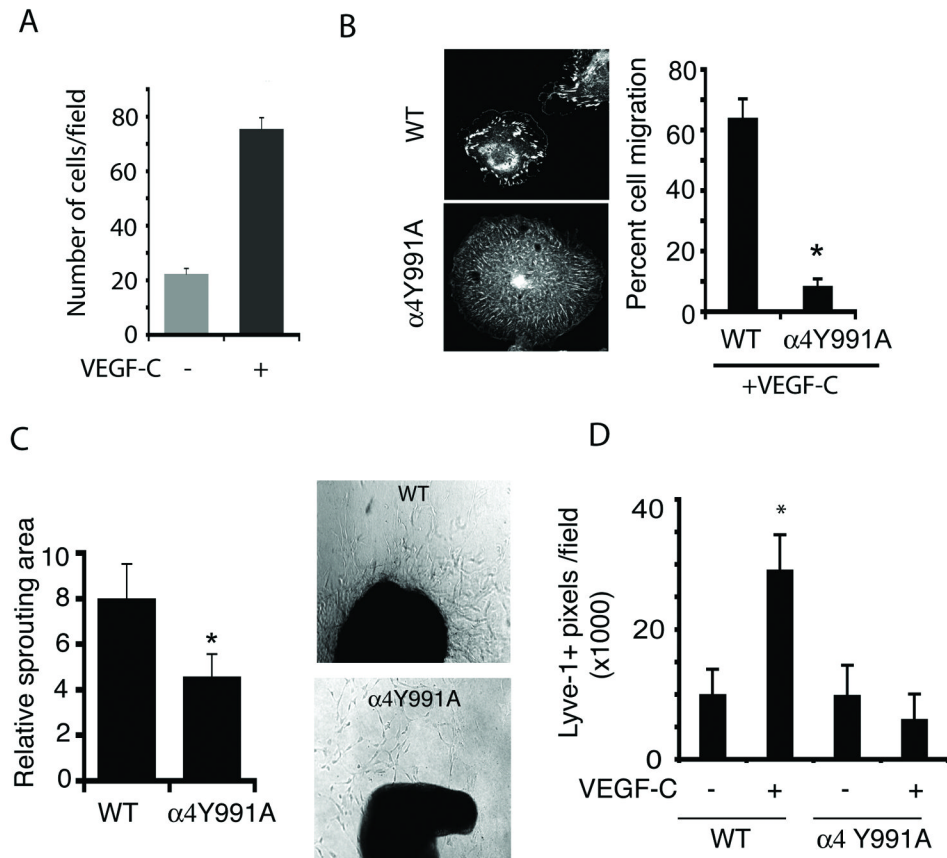 A
Number of cells/field
80
60
40
20
0
VEGF-C - +
B
WT
α4Y991A
Percent cell migration
80
60
40
20
0
*
WT α4Y991A
+VEGF-C
C
Relative sprouting area
10
8
6
4
2
0
*
WT α4Y991A
WT
α4Y991A
D
Lyve-1+ pixels /field
(x1000)
40
20
0
*
VEGF-C - + - +
WT α4 Y991A